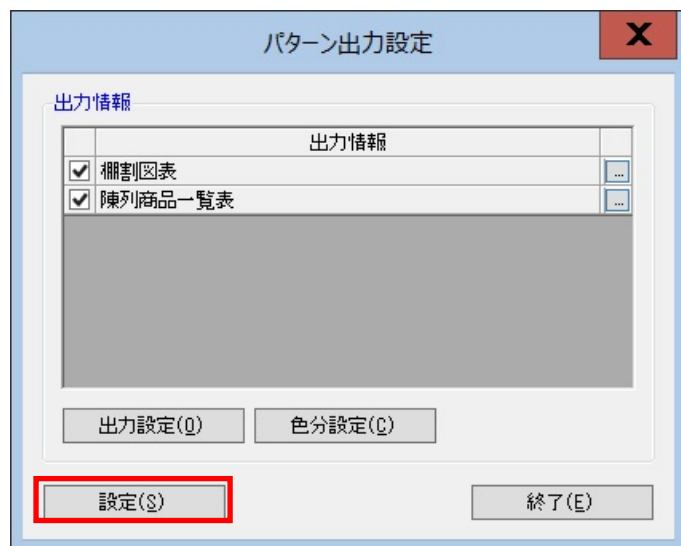 パターン出力設定
X
出力情報
出力情報
棚割図表
...
陳列商品一覧表
...
出力設定(O)
色分設定(C)
設定(S)
終了(E)